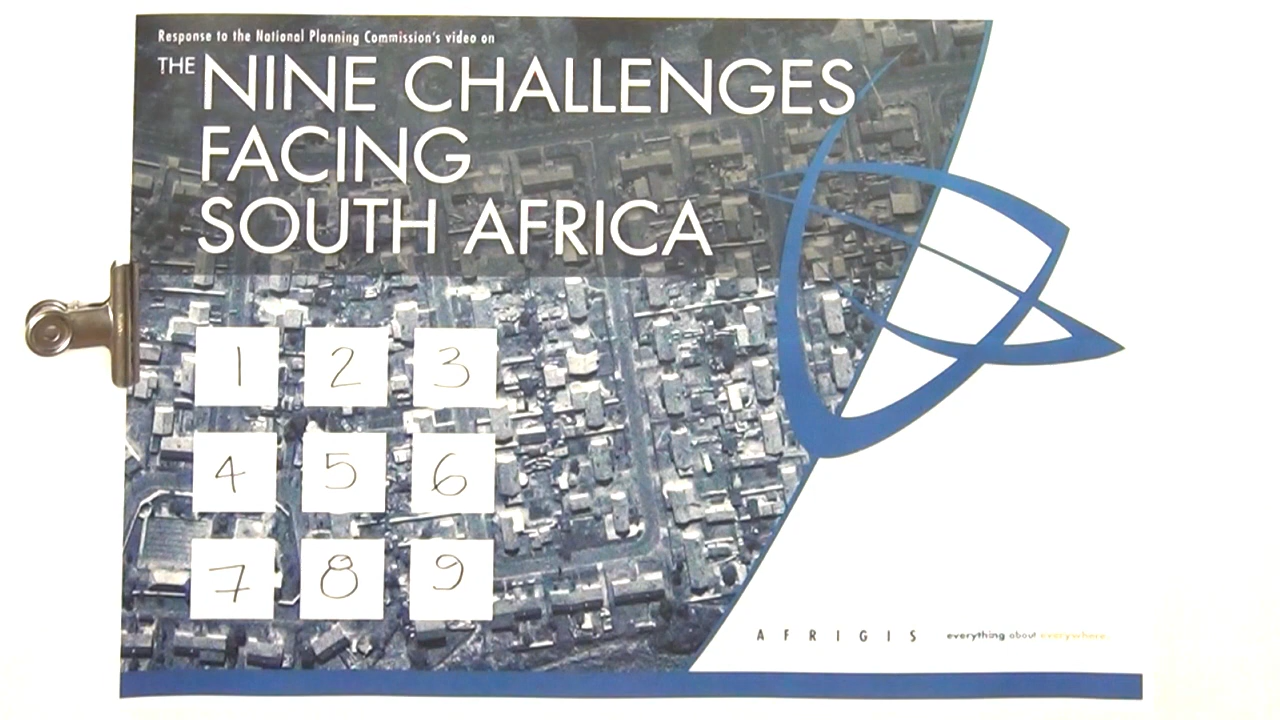 Response to the National Planning Commission's video on
THE NINE CHALLENGES
FACING
SOUTH AFRICA
1 2 3
4 5 6
7 8 9
AFRIGIS everything about everywhere